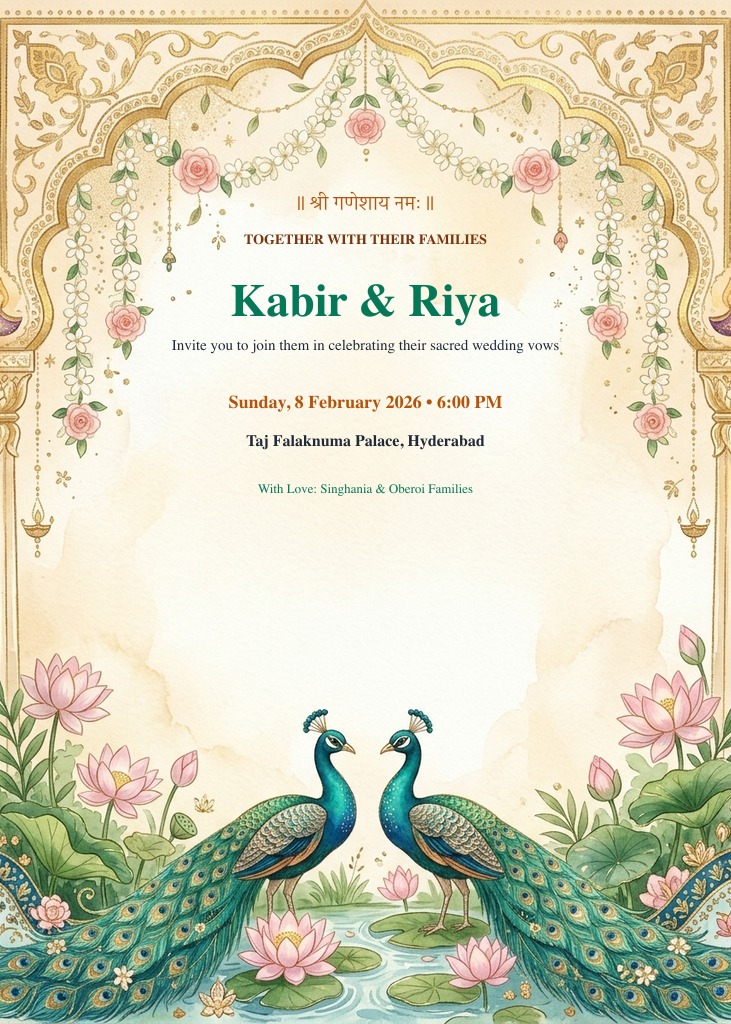 ॥ श्री गणेशाय नमः ॥
TOGETHER WITH THEIR FAMILIES
Kabir & Riya
Invite you to join them in celebrating their sacred wedding vows
Sunday, 8 February 2026 • 6:00 PM
Taj Falaknuma Palace, Hyderabad
With Love: Singhania & Oberoi Families